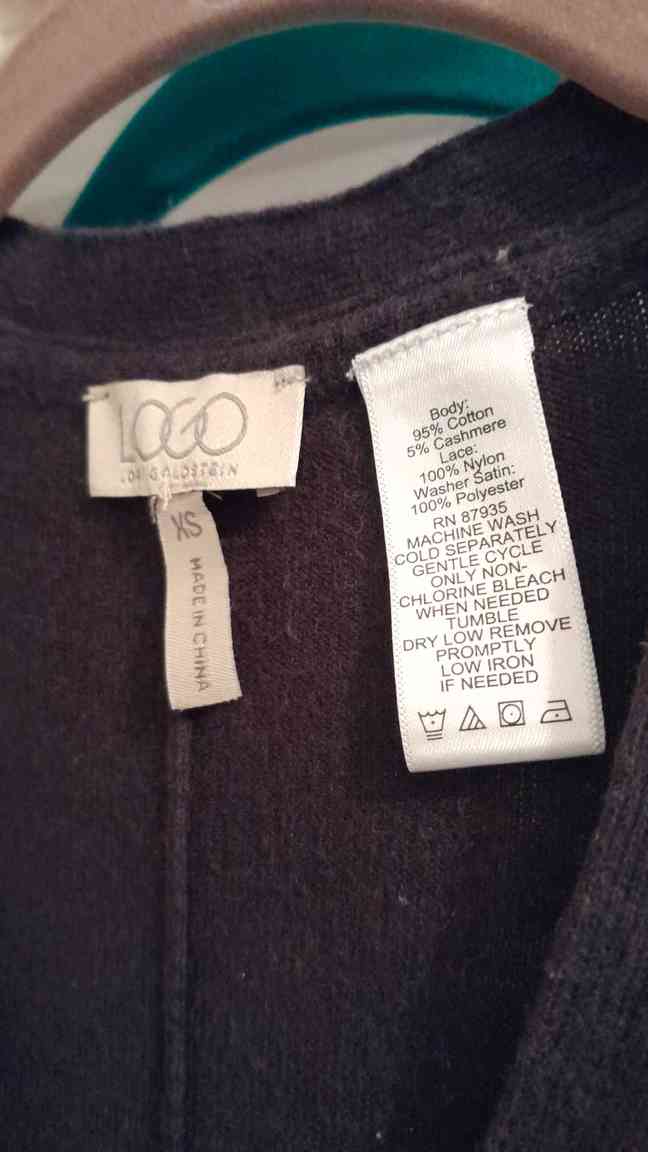 LOGO
LORI GOLDSTEIN
XS
MADE IN CHINA
Body:
95% Cotton
5% Cashmere
Lace:
100% Nylon
Washer Satin:
100% Polyester
RN 87935
MACHINE WASH
COLD SEPARATELY
GENTLE CYCLE
ONLY NON-
CHLORINE BLEACH
WHEN NEEDED
TUMBLE
DRY LOW REMOVE
PROMPTLY
LOW IRON
IF NEEDED